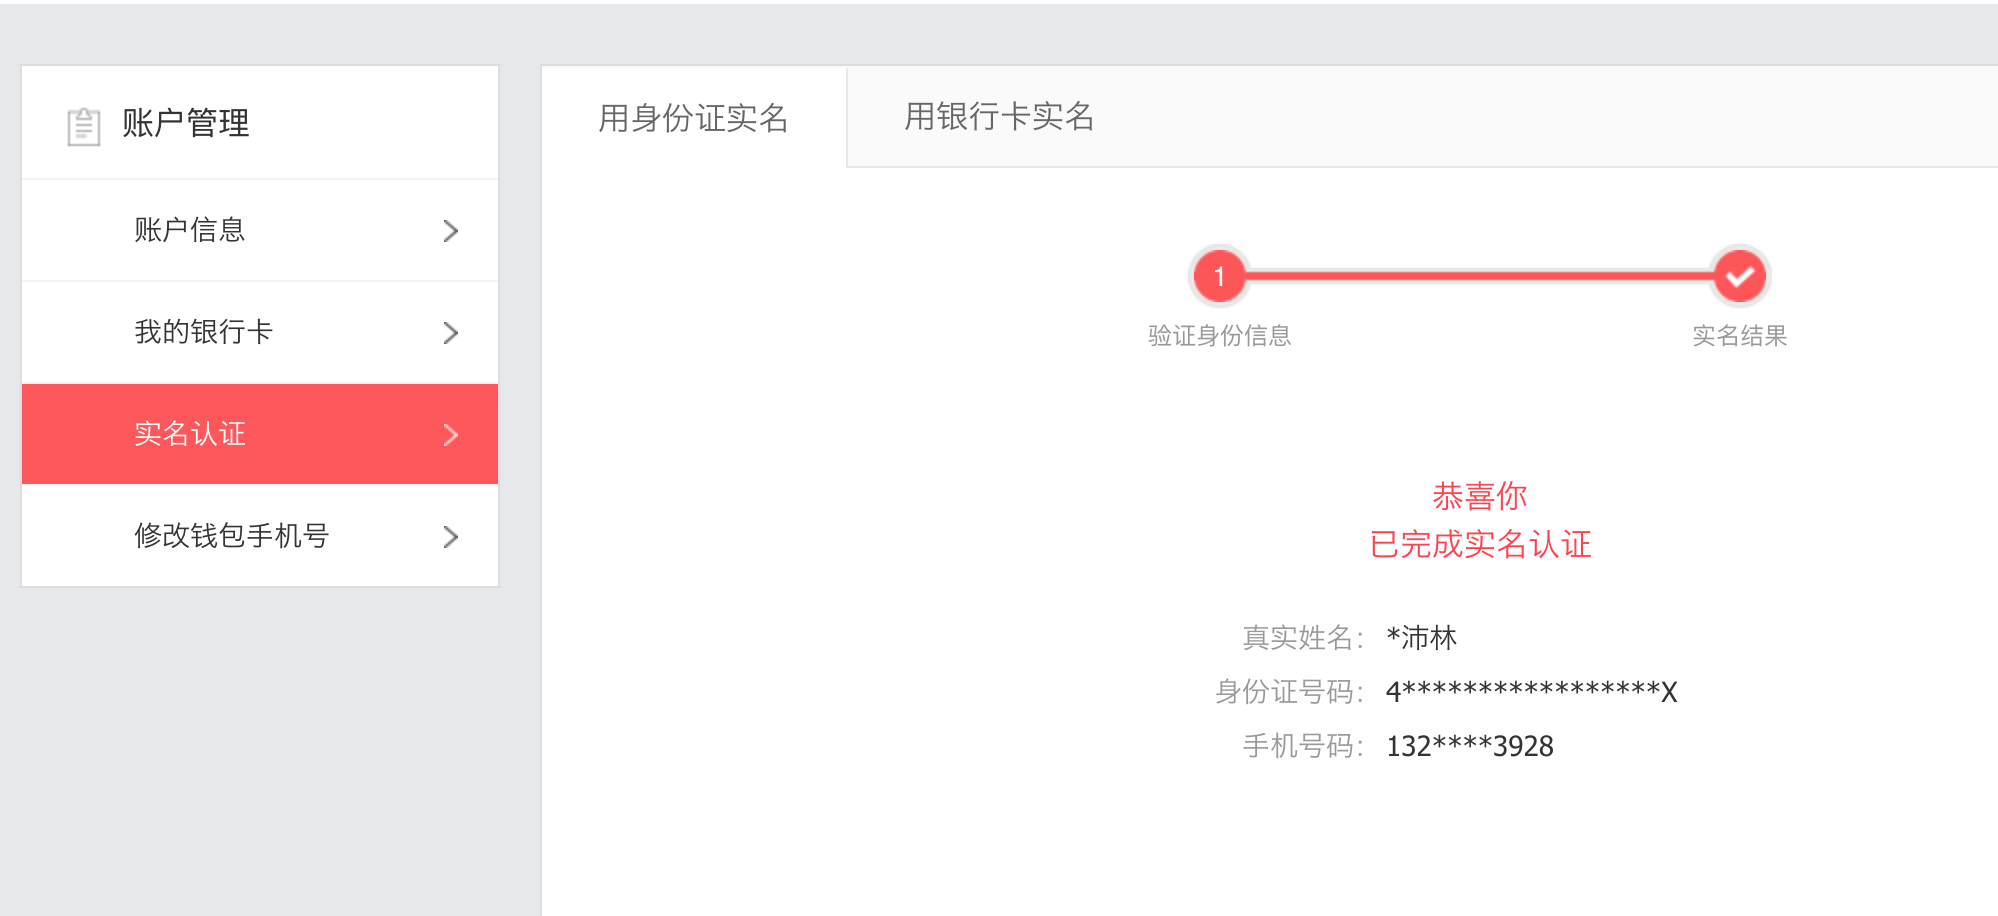 账户管理
账户信息
我的银行卡
实名认证
修改钱包手机号
用身份证实名
用银行卡实名
1
验证身份信息
实名结果
恭喜你
已完成实名认证
真实姓名： *沛林
身份证号码： 4*****************X
手机号码： 132****3928